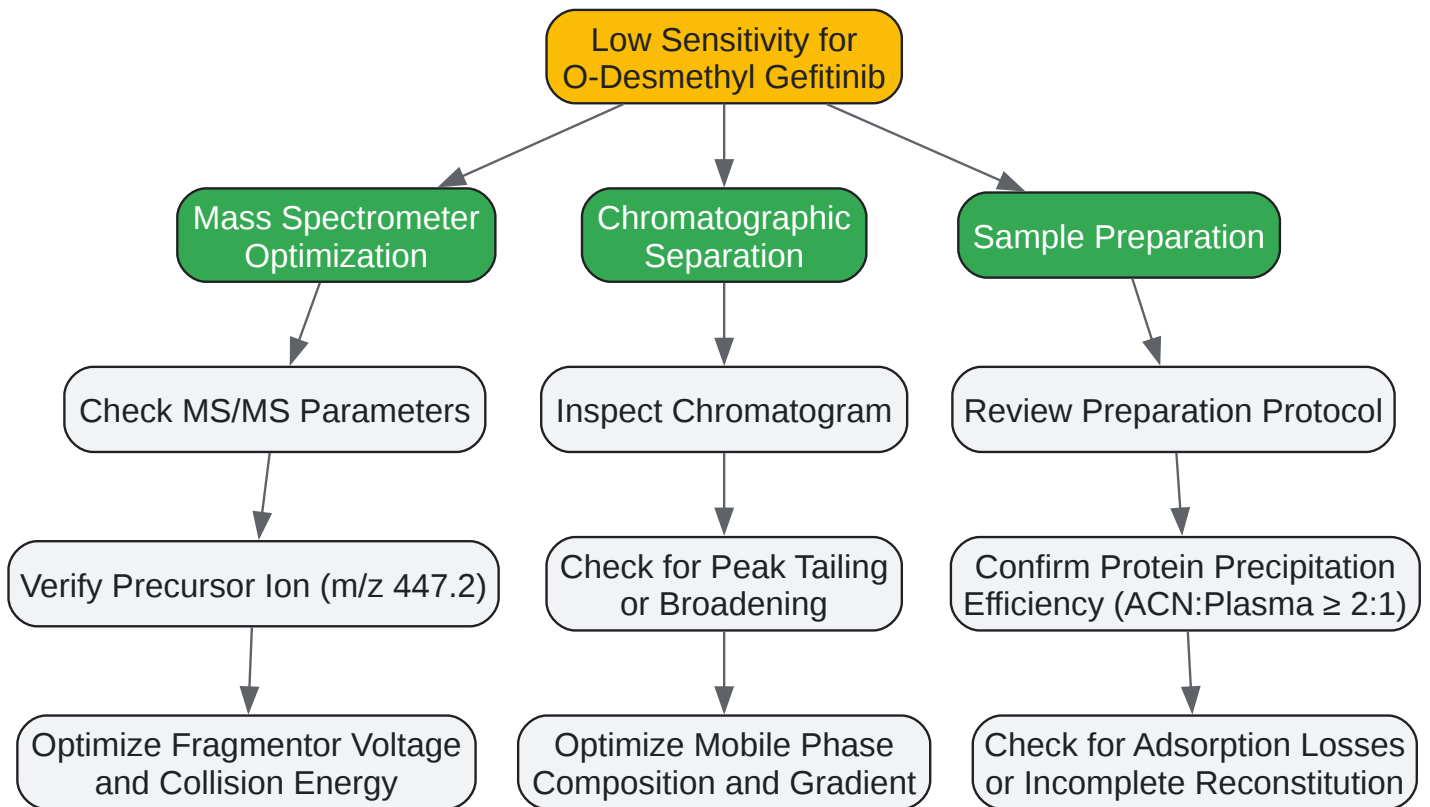 Low Sensitivity for
O-Desmethyl Gefitinib
Mass Spectrometer
Optimization
Chromatographic
Separation
Sample Preparation
Check MS/MS Parameters
Inspect Chromatogram
Review Preparation Protocol
Verify Precursor Ion (m/z 447.2)
Check for Peak Tailing
or Broadening
Confirm Protein Precipitation
Efficiency (ACN:Plasma ≥ 2:1)
Optimize Fragmentor Voltage
and Collision Energy
Optimize Mobile Phase
Composition and Gradient
Check for Adsorption Losses
or Incomplete Reconstitution